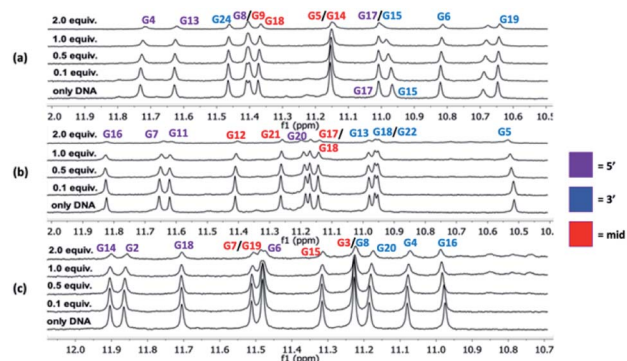 G4 G13 G24 G8/G9 G18 G5/G14 G17/G15 G6 G19
2.0 equiv.
1.0 equiv.
(a) 0.5 equiv.
0.1 equiv.
only DNA G17 G15
12.0 11.9 11.8 11.7 11.6 11.5 11.4 11.3 11.2 11.1 11.0 10.9 10.8 10.7 10.6 10.5
f1 (ppm)
2.0 equiv. G16 G7 G11 G12 G21 G20 G17/ G13 G18/G22 G5
G18
1.0 equiv.
(b) 0.5 equiv.
0.1 equiv.
only DNA
11.9 11.8 11.7 11.6 11.5 11.4 11.3 11.2 11.1 11.0 10.9 10.8 10.7 10.6 10.5 10.4
f1 (ppm)
2.0 equiv. G14 G2 G18 G7/G19 G6 G15 G3/G8 G20 G4 G16
1.0 equiv.
(c) 0.5 equiv.
0.1 equiv.
only DNA
12.0 11.9 11.8 11.7 11.6 11.5 11.4 11.3 11.2 11.1 11.0 10.9 10.8 10.7
f1 (ppm)
= 5'
= 3'
= mid